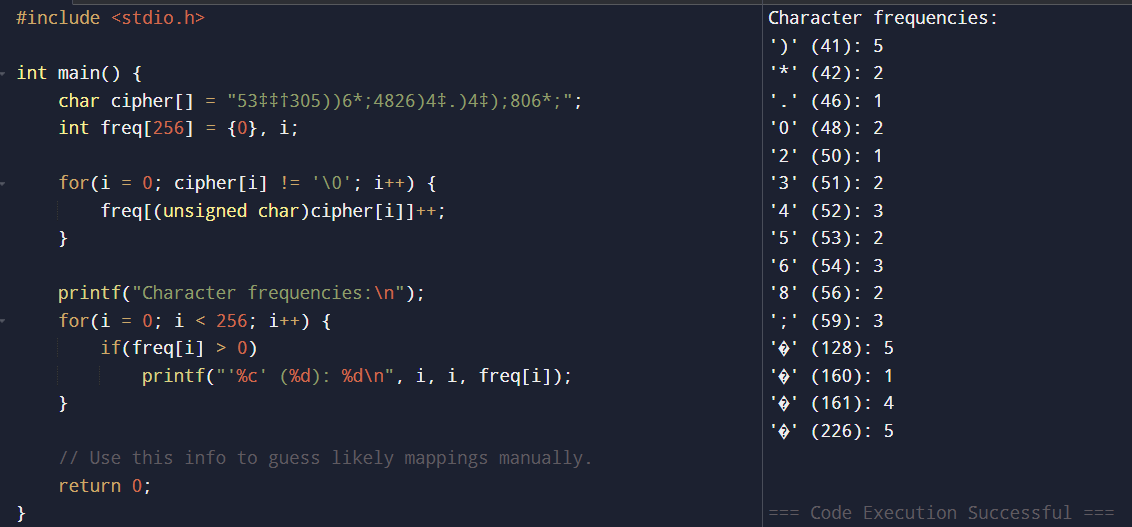 #include <stdio.h>
int main() {
char cipher[] = "53‡‡†305))6*;4826)4‡.)4‡);806*;";
int freq[256] = {0}, i;
for(i = 0; cipher[i] != '\0'; i++) {
freq[(unsigned char)cipher[i]]++;
}
printf("Character frequencies:\n");
for(i = 0; i < 256; i++) {
if(freq[i] > 0)
printf("'%c' (%d): %d\n", i, i, freq[i]);
}
// Use this info to guess likely mappings manually.
return 0;
}
Character frequencies:
')' (41): 5
'*' (42): 2
'.' (46): 1
'0' (48): 2
'2' (50): 1
'3' (51): 2
'4' (52): 3
'5' (53): 2
'6' (54): 3
'8' (56): 2
';' (59): 3
'�' (128): 5
'�' (160): 1
'�' (161): 4
'�' (226): 5
=== Code Execution Successful ===